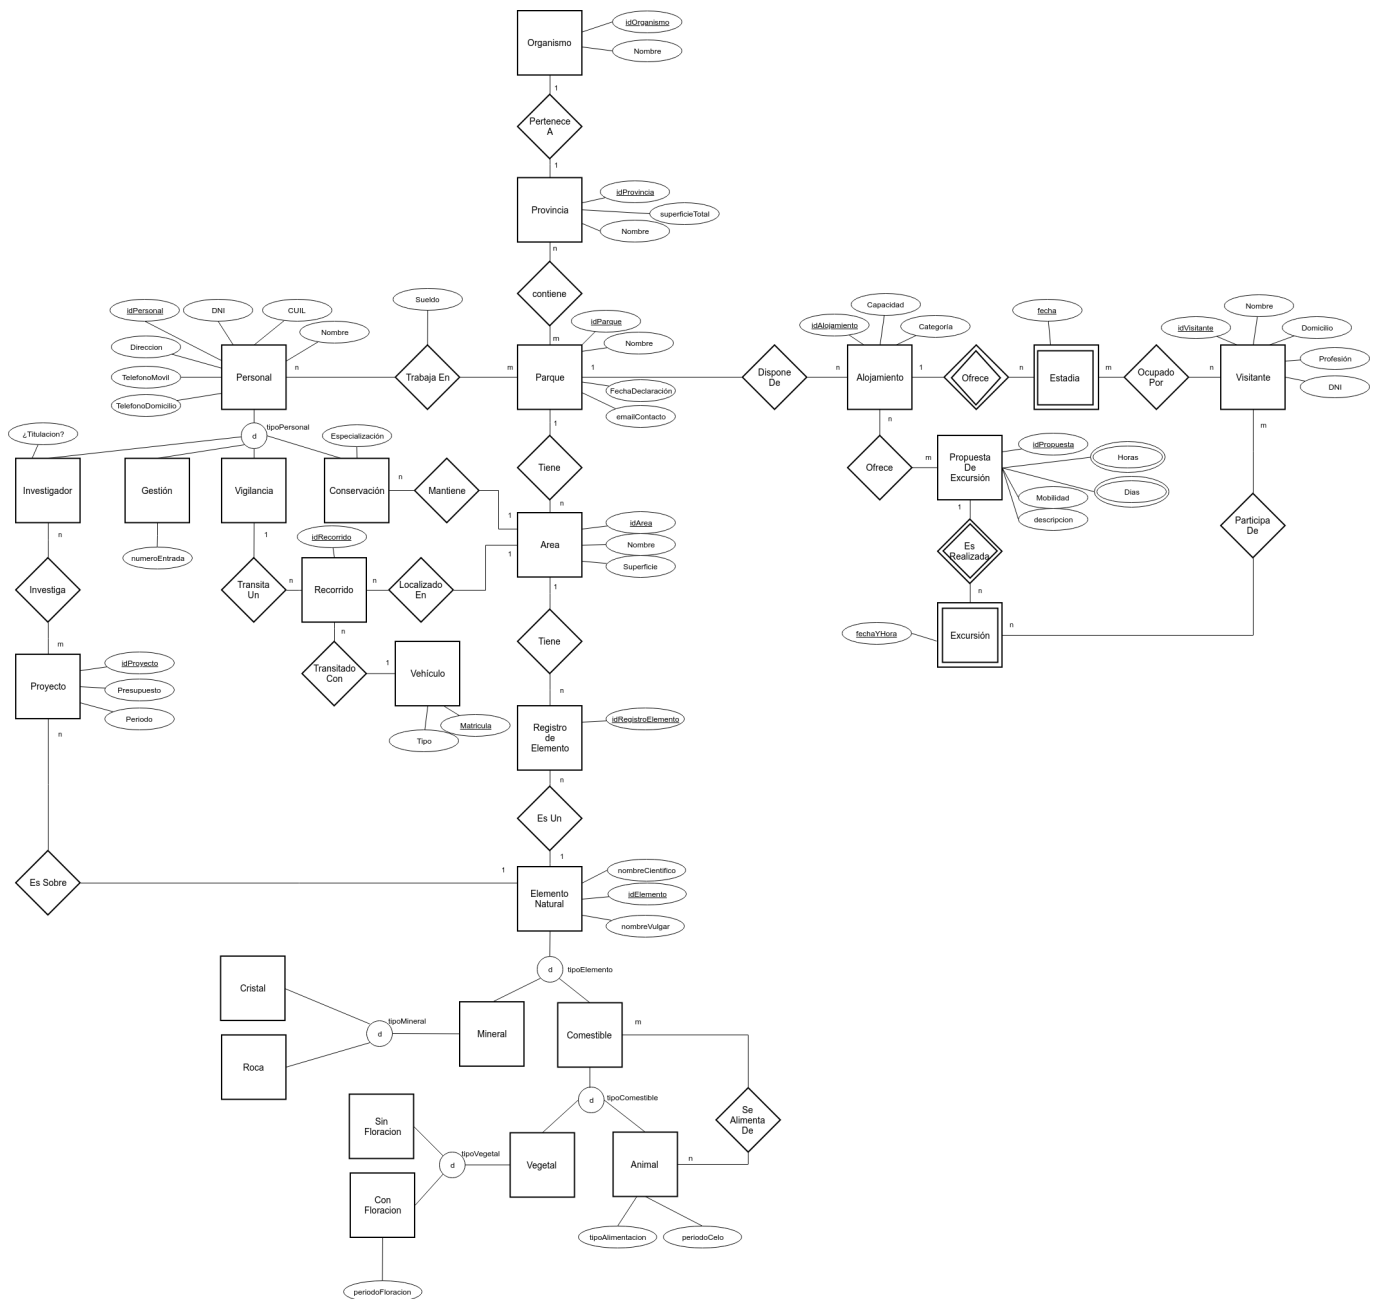 idOrganismo
Organismo
Nombre
1
Pertenece
A
1
idProvincia
Provincia
superficieTotal
Nombre
n
contiene
m
Sueldo
idPersonal
DNI
CUIL
Nombre
Direccion
TelefonoMovil
TelefonoDomicilio
Personal
n
Trabaja En
m
idParque
Nombre
Parque
FechaDeclaración
emailContacto
1
1
Dispone
De
n
Capacidad
idAlojamiento
Categoría
Alojamiento
1
Ofrece
n
fecha
Estadia
m
Ocupado
Por
n
Nombre
idVisitante
Domicilio
Visitante
Profesión
DNI
m
n
Ofrece
m
idPropuesta
Propuesta
De
Excursión
Horas
Dias
Mobilidad
descripcion
1
Es
Realizada
n
fechaYHora
Excursión
n
Participa
De
tipoPersonal
d
¿Titulacion?
Especialización
Investigador
Gestión
Vigilancia
Conservación
n
Mantiene
1
Tiene
n
idArea
Area
Nombre
Superficie
1
1
n
numeroEntrada
1
idRecorrido
Investiga
Transita
Un
n
Recorrido
n
Localizado
En
m
n
Transitado
Con
1
Vehículo
Matricula
Tipo
idProyecto
Proyecto
Presupuesto
Periodo
n
Tiene
n
idRegistroElemento
Registro
de
Elemento
n
Es Un
1
Es Sobre
1
nombreCientifico
Elemento
Natural
idElemento
nombreVulgar
d
tipoElemento
Cristal
tipoMineral
d
Mineral
Comestible
m
Roca
d
tipoComestible
Se
Alimenta
De
Sin
Floracion
tipoVegetal
d
Vegetal
Animal
n
Con
Floracion
tipoAlimentacion
periodoCelo
periodoFloracion